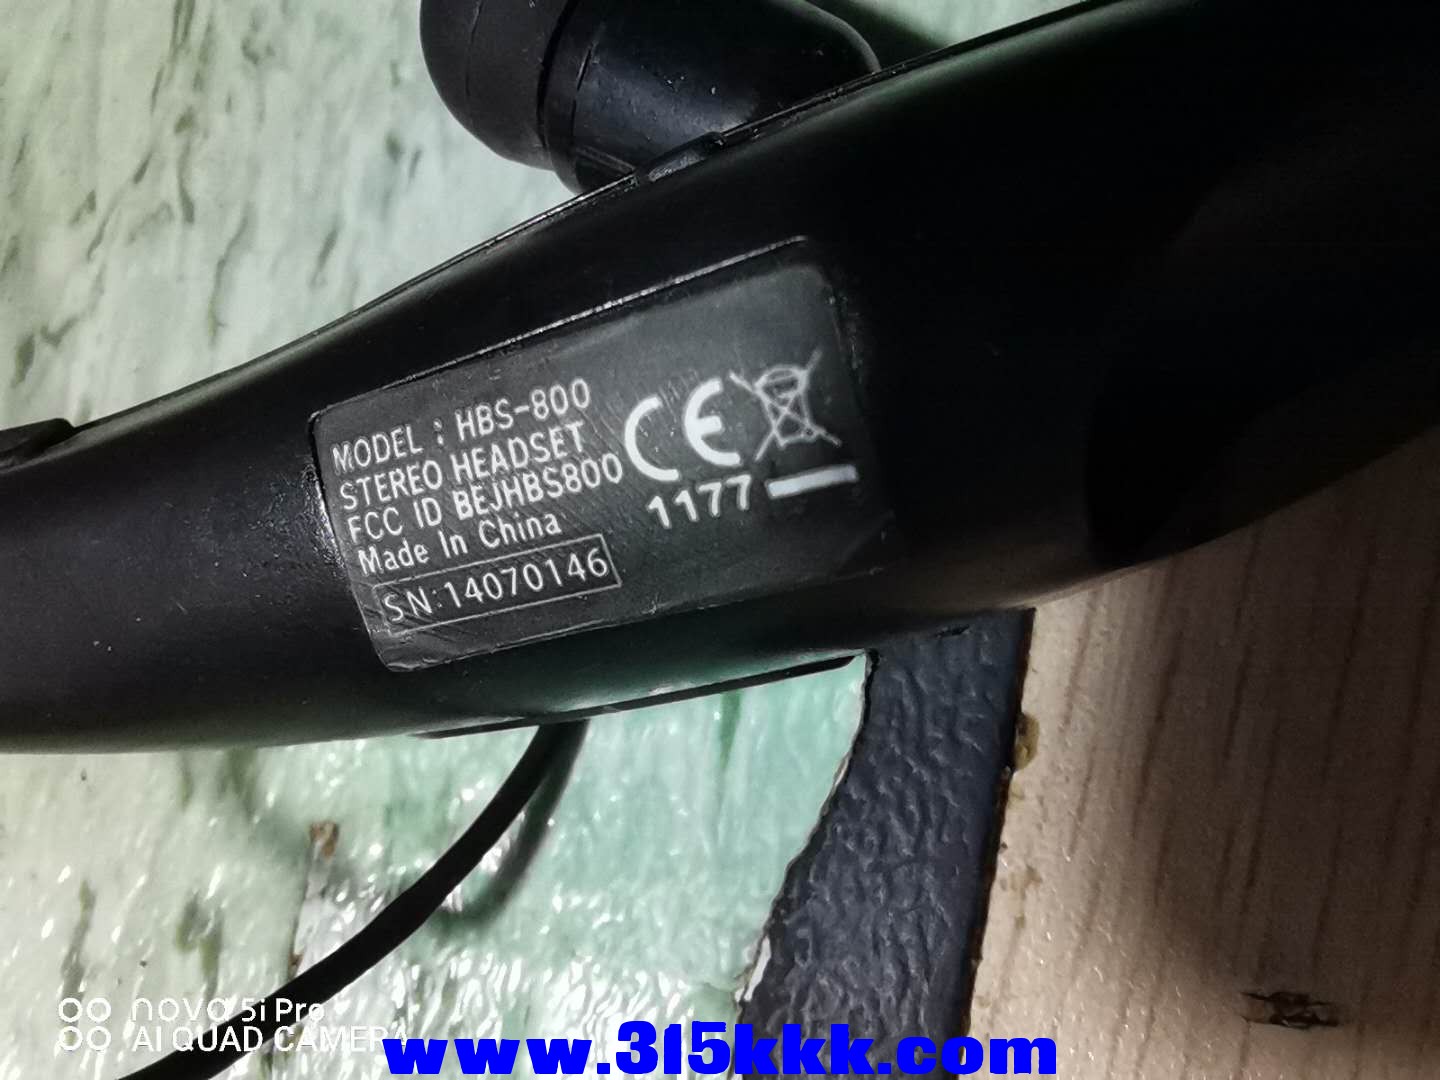 MODEL : HBS-800
STEREO HEADSET
FCC ID BEJHBS800
Made In China
SN:14070146
CE
1177
nova 5i Pro
AI QUAD CAMERA
www.315kkk.com